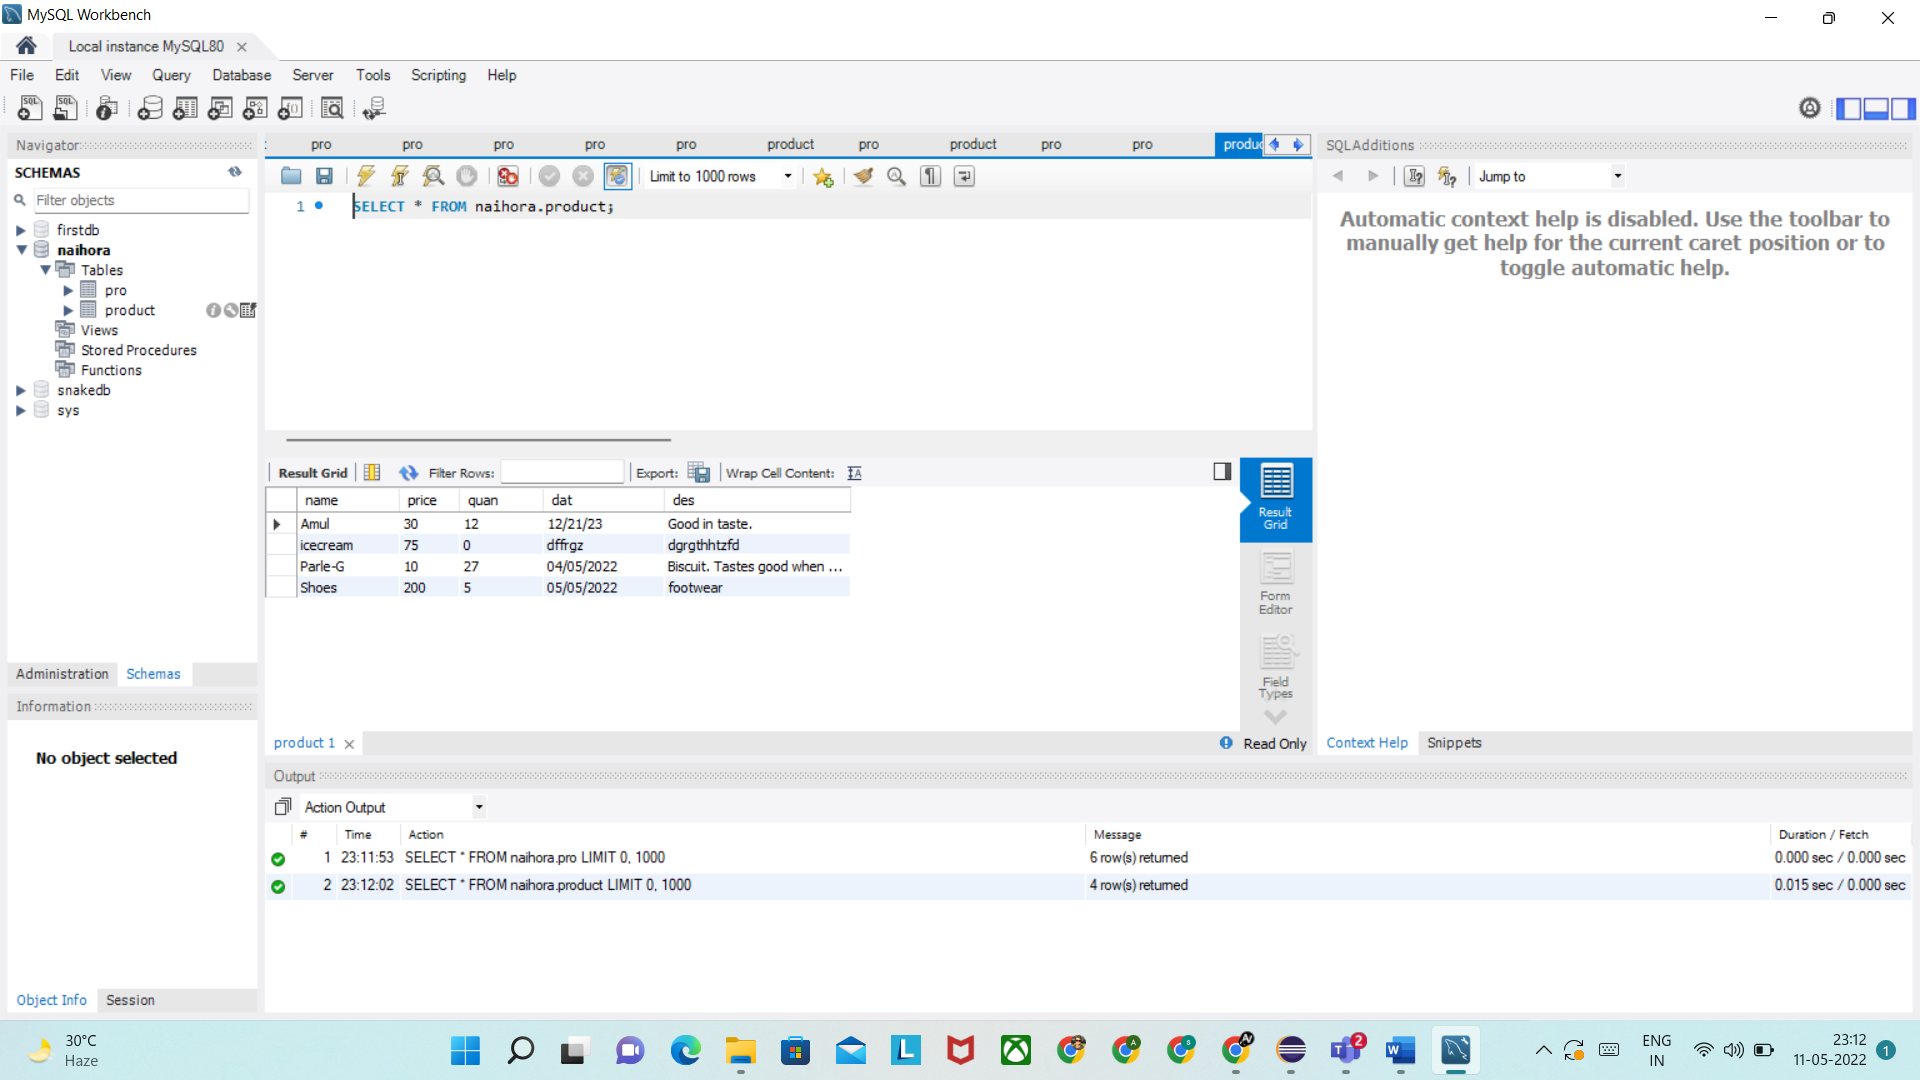 MySQL Workbench
Local instance MySQL80
File Edit View Query Database Server Tools Scripting Help
Navigator
SCHEMAS
Filter objects
firstdb
naihora
Tables
pro
product
Views
Stored Procedures
Functions
snakedb
sys
Administration Schemas
Information
No object selected
Object Info Session
pro pro pro pro pro product pro product pro pro produc
Limit to 1000 rows
1 SELECT * FROM naihora.product;
Result Grid Filter Rows: Export: Wrap Cell Content:
name price quan dat des
Amul 30 12 12/21/23 Good in taste.
icecream 75 0 dffrgz dgrgthhtzfd
Parle-G 10 27 04/05/2022 Biscuit. Tastes good when ...
Shoes 200 5 05/05/2022 footwear
Result
Grid
Form
Editor
Field
Types
product 1
Read Only
SQLAdditions
Jump to
Automatic context help is disabled. Use the toolbar to
manually get help for the current caret position or to
toggle automatic help.
Context Help Snippets
Output
Action Output
# Time Action Message Duration / Fetch
1 23:11:53 SELECT * FROM naihora.pro LIMIT 0, 1000 6 row(s) returned 0.000 sec / 0.000 sec
2 23:12:02 SELECT * FROM naihora.product LIMIT 0, 1000 4 row(s) returned 0.015 sec / 0.000 sec
30°C
Haze
2
ENG
IN
23:12
11-05-2022
1